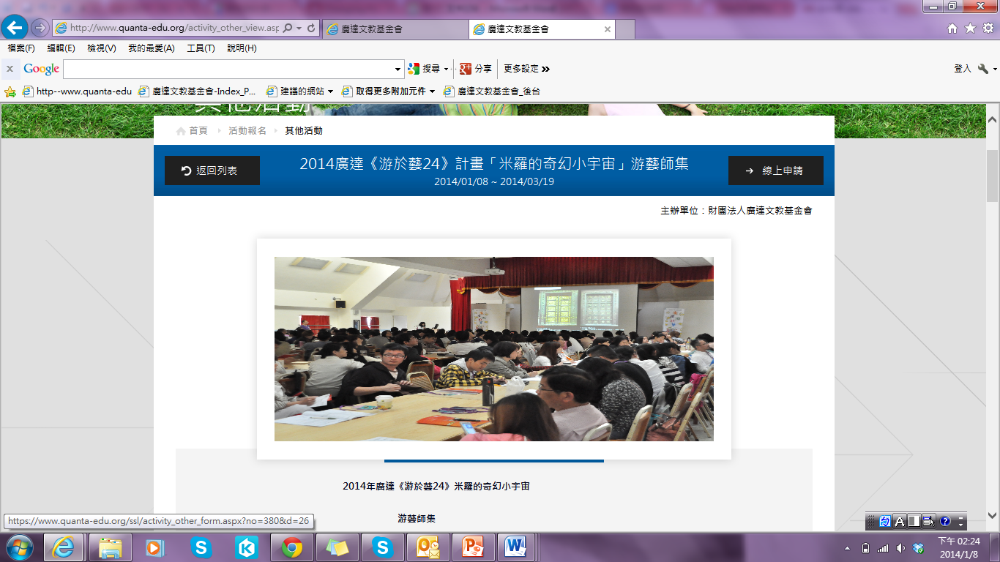 http://www.quanta-edu.org/activity_other_view.asp
廣達文教基金會
廣達文教基金會
檔案(F) 編輯(E) 檢視(V) 我的最愛(A) 工具(T) 說明(H)
x Google 搜尋 分享 更多設定 登入
http--www.quanta-edu 廣達文教基金會-Index_P... 建議的網站 取得更多附加元件 廣達文教基金會_後台
其他活動
首頁 活動報名 其他活動
返回列表
2014廣達《游於藝24》計畫「米羅的奇幻小宇宙」游藝師集
2014/01/08 ~ 2014/03/19
線上申請
主辦單位：財團法人廣達文教基金會
2014年廣達《游於藝24》米羅的奇幻小宇宙
游藝師集
https://www.quanta-edu.org/ssl/activity_other_form.aspx?no=380&d=26
下午 02:24
2014/1/8